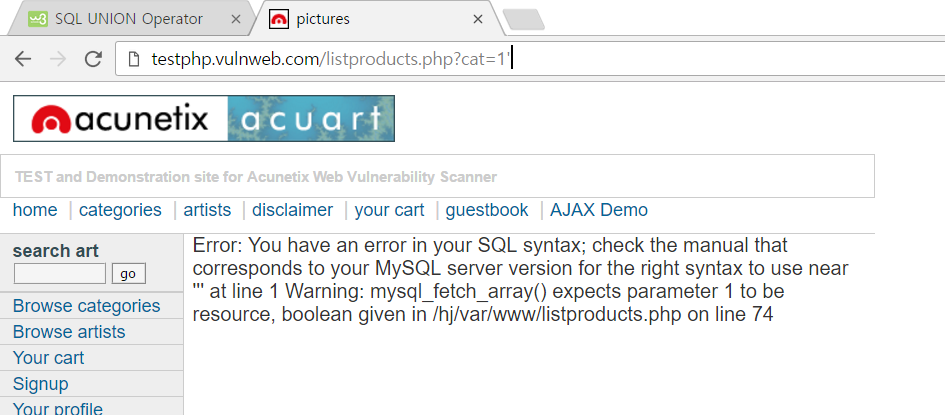 SQL UNION Operator
pictures
testphp.vulnweb.com/listproducts.php?cat=1'
acunetix acuart
TEST and Demonstration site for Acunetix Web Vulnerability Scanner
home categories artists disclaimer your cart guestbook AJAX Demo
search art
go
Browse categories
Browse artists
Your cart
Signup
Your profile
Error: You have an error in your SQL syntax; check the manual that
corresponds to your MySQL server version for the right syntax to use near
''' at line 1 Warning: mysql_fetch_array() expects parameter 1 to be
resource, boolean given in /hj/var/www/listproducts.php on line 74